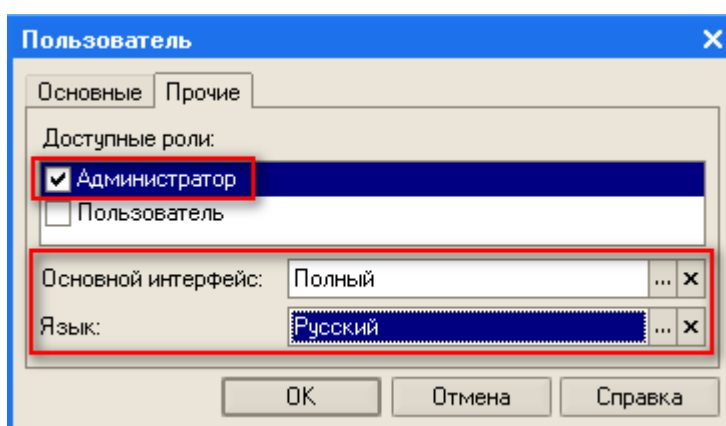 Пользователь
Основные Прочие
Доступные роли:
Администратор
Пользователь
Основной интерфейс: Полный ...
Язык: Русский ...
OK Отмена Справка